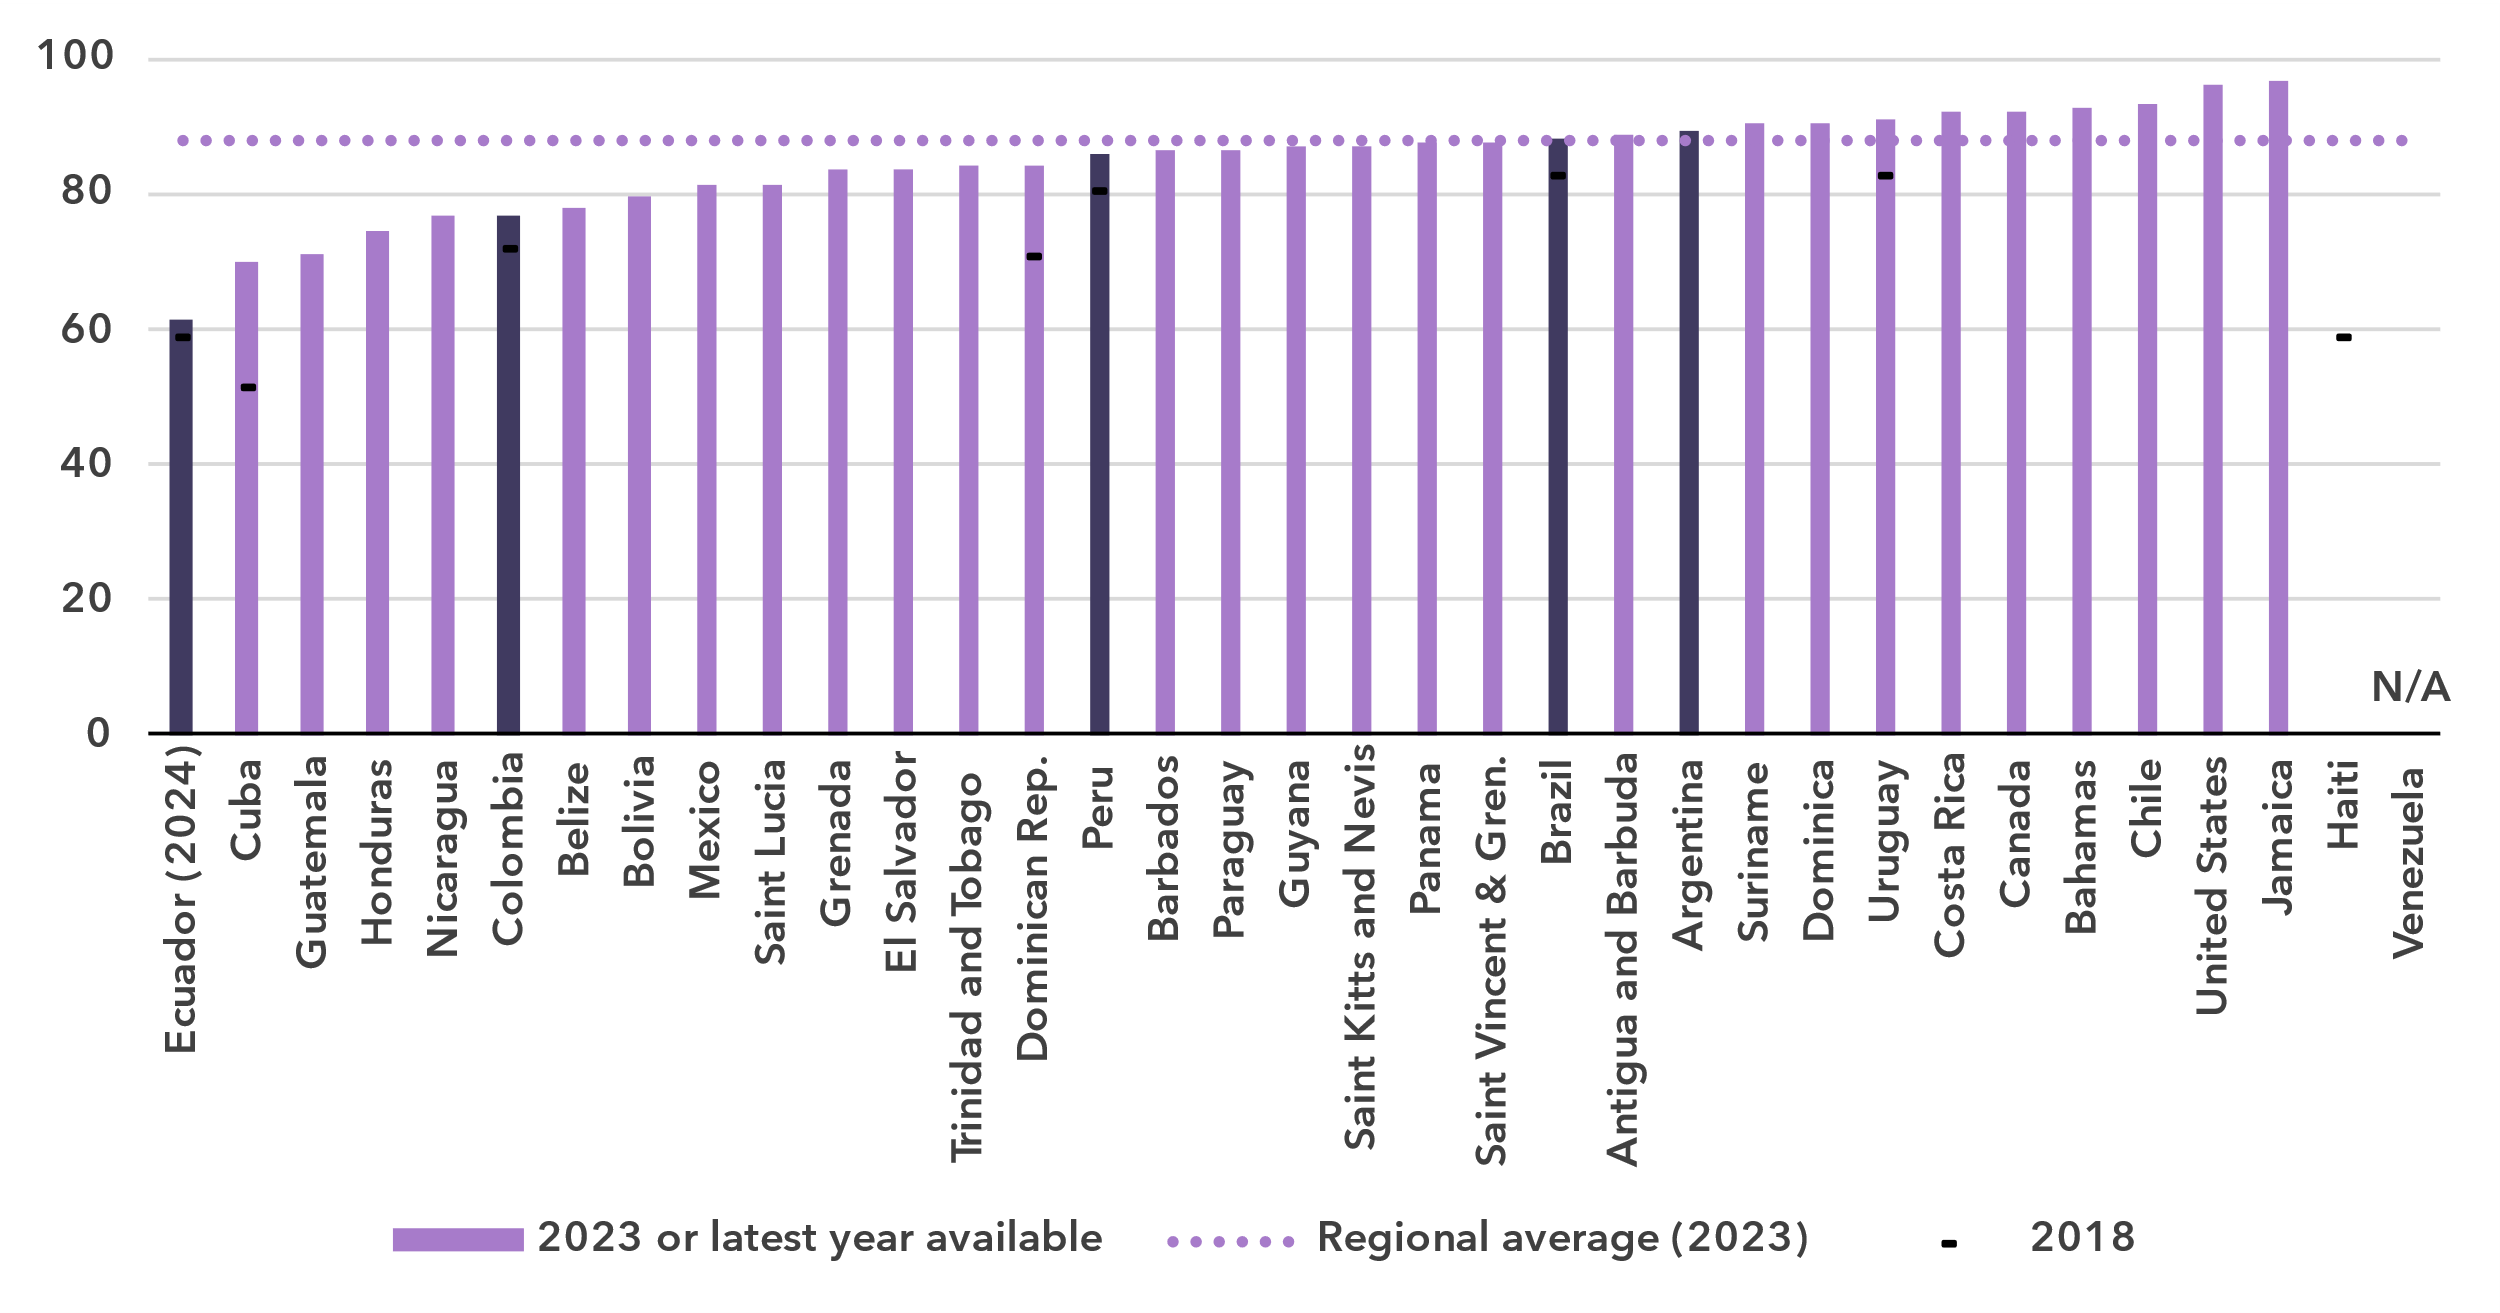 100
80
60
40
20
0
N/A
Ecuador (2024)
Cuba
Guatemala
Honduras
Nicaragua
Colombia
Belize
Bolivia
Mexico
Saint Lucia
Grenada
El Salvador
Trinidad and Tobago
Dominican Rep.
Peru
Barbados
Paraguay
Guyana
Saint Kitts and Nevis
Panama
Saint Vincent & Gren.
Brazil
Antigua and Barbuda
Argentina
Suriname
Dominica
Uruguay
Costa Rica
Canada
Bahamas
Chile
United States
Jamaica
Haiti
Venezuela
2023 or latest year available
Regional average (2023)
2018